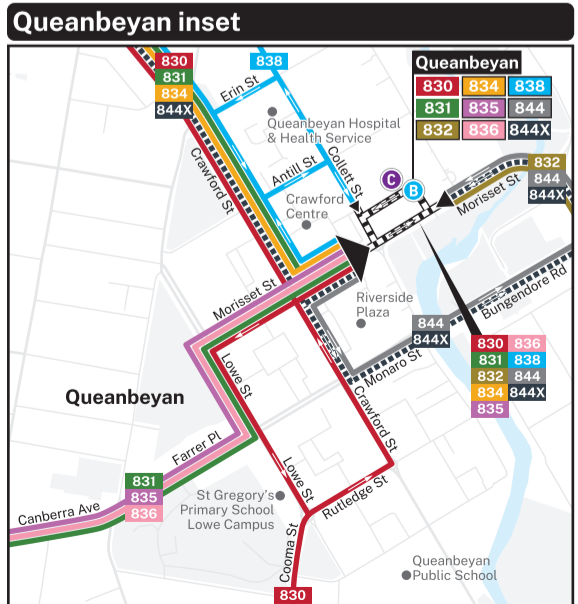 Queanbeyan inset
830
831
834
844X
838
Queanbeyan
830 834 838
831 835 844
832 836 844X
Erin St
Queanbeyan Hospital
& Health Service
Antill St
Collett St
Crawford St
Crawford
Centre
C
B
832
844
844X
Morisset St
Morisset St
Riverside
Plaza
Bungendore Rd
844
844X
Monaro St
830 836
831 838
832 844
834 844X
835
Queanbeyan
Lowe St
Crawford St
Farrer Pl
831
835
836
Canberra Ave
St Gregory's
Primary School
Lowe Campus
Lowe St
Rutledge St
Cooma St
Queanbeyan
Public School
830